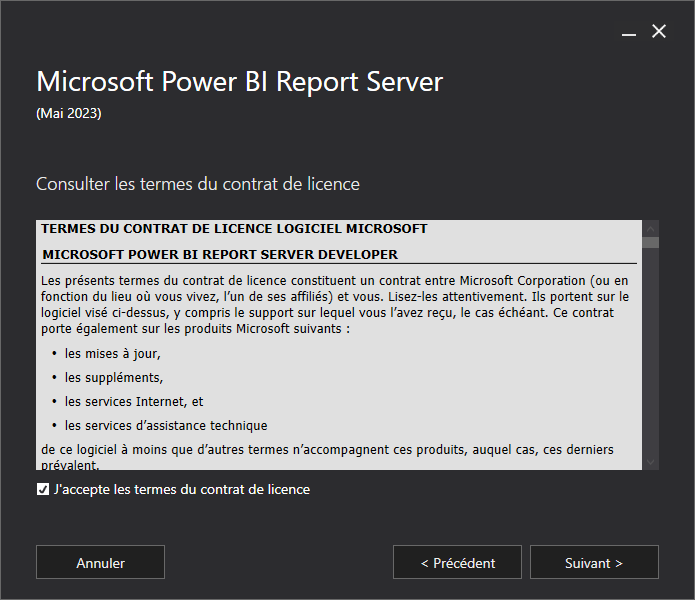 Microsoft Power BI Report Server
(Mai 2023)
Consulter les termes du contrat de licence
TERMES DU CONTRAT DE LICENCE LOGICIEL MICROSOFT
MICROSOFT POWER BI REPORT SERVER DEVELOPER
Les présents termes du contrat de licence constituent un contrat entre Microsoft Corporation (ou en
fonction du lieu où vous vivez, l’un de ses affiliés) et vous. Lisez-les attentivement. Ils portent sur le
logiciel visé ci-dessus, y compris le support sur lequel vous l’avez reçu, le cas échéant. Ce contrat
porte également sur les produits Microsoft suivants :
• les mises à jour,
• les suppléments,
• les services Internet, et
• les services d’assistance technique
de ce logiciel à moins que d’autres termes n’accompagnent ces produits, auquel cas, ces derniers
prévalent.
J'accepte les termes du contrat de licence
Annuler
< Précédent
Suivant >